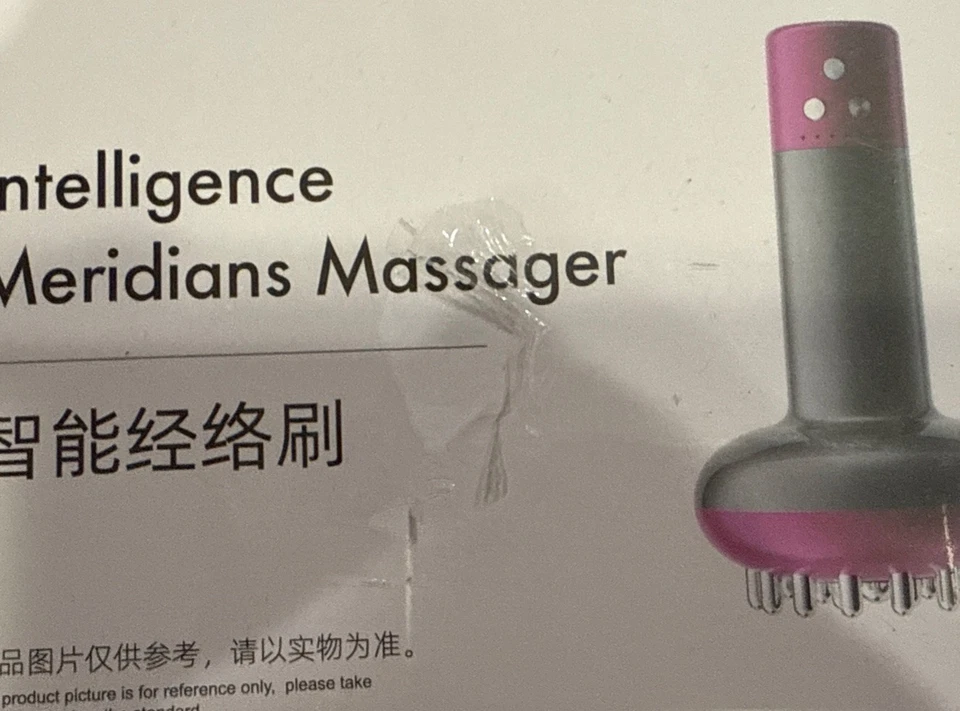 ntelligence
Meridians Massager
智能经络刷
品图片仅供参考，请以实物为准。
product picture is for reference only, please take
standard